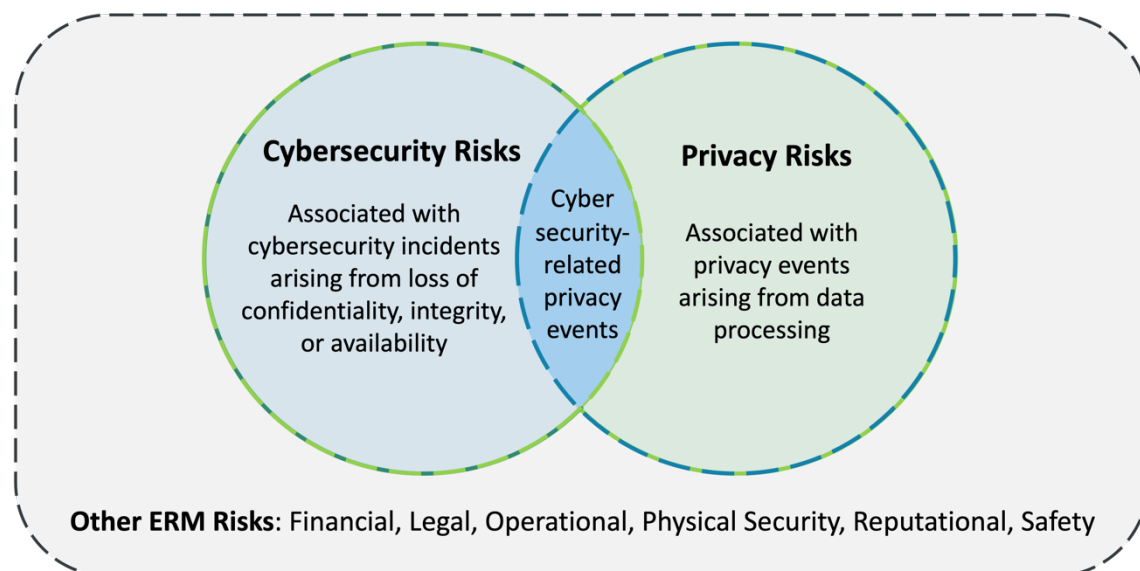 Cybersecurity Risks
Associated with
cybersecurity incidents
arising from loss of
confidentiality, integrity,
or availability
Cyber
security-
related
privacy
events
Privacy Risks
Associated with
privacy events
arising from data
processing
Other ERM Risks: Financial, Legal, Operational, Physical Security, Reputational, Safety